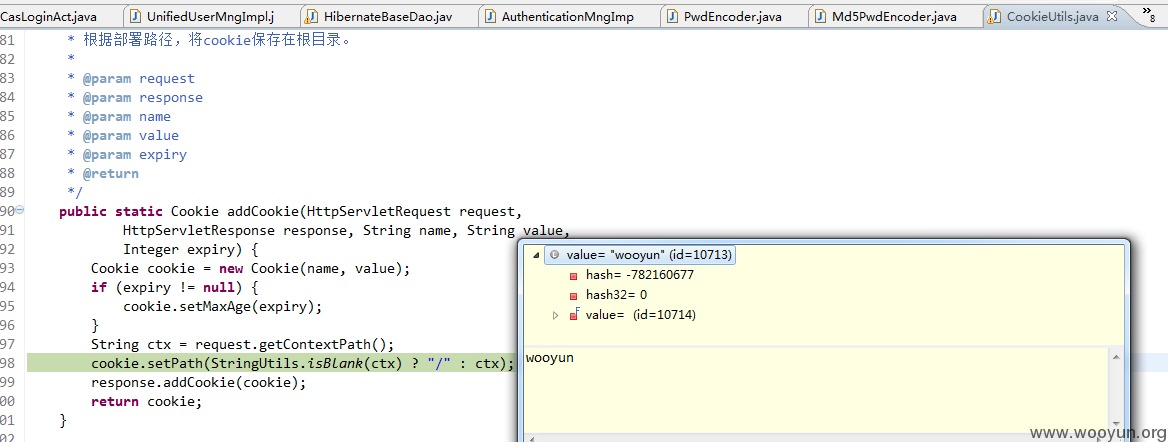 CasLoginAct.java UnifiedUserMngImpl.j HibernateBaseDao.jav AuthenticationMngImp PwdEncoder.java Md5PwdEncoder.java CookieUtils.java » 8
81 * 根据部署路径，将cookie保存在根目录。
82 *
83 * @param request
84 * @param response
85 * @param name
86 * @param value
87 * @param expiry
88 * @return
89 */
90 public static Cookie addCookie(HttpServletRequest request,
91 HttpServletResponse response, String name, String value,
92 Integer expiry) {
93 Cookie cookie = new Cookie(name, value);
94 if (expiry != null) {
95 cookie.setMaxAge(expiry);
96 }
97 String ctx = request.getContextPath();
98 cookie.setPath(StringUtils.isBlank(ctx) ? "/" : ctx);
99 response.addCookie(cookie);
00 return cookie;
01 }
02
value= "wooyun" (id=10713)
hash= -782160677
hash32= 0
value= (id=10714)
wooyun
www.wooyun.org